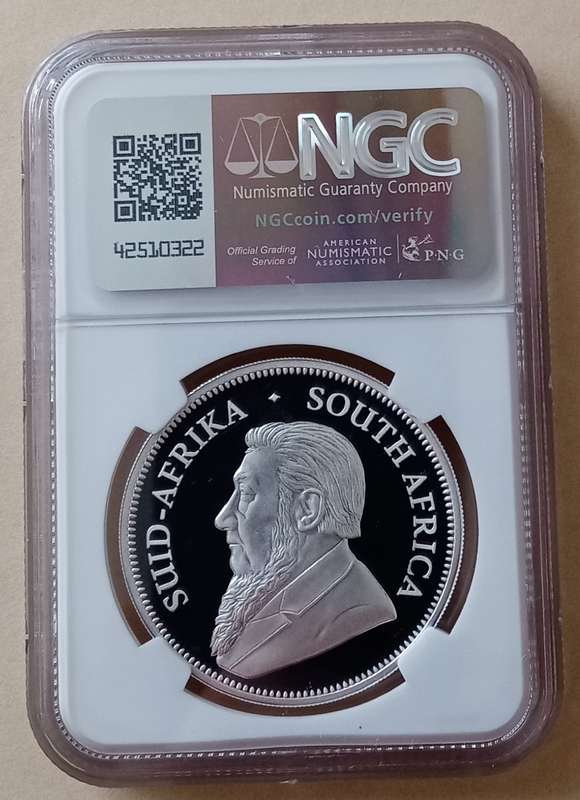 NGC
Numismatic Guaranty Company
NGCcoin.com/verify
42510322
Official Grading
Service of
AMERICAN
NUMISMATIC
ASSOCIATION
P·N·G
SUID-AFRIKA · SOUTH AFRICA